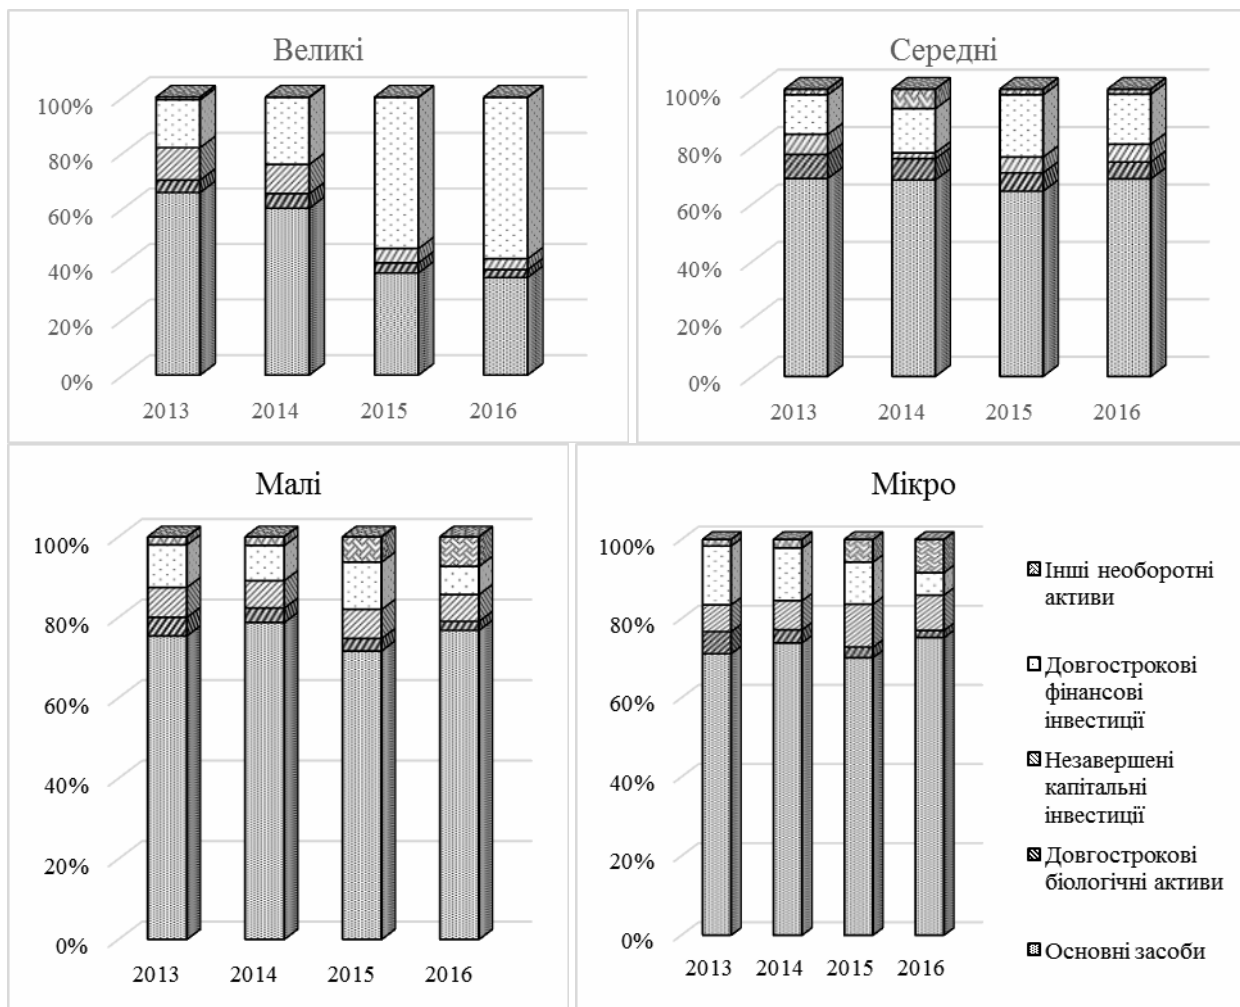 Великі
100%
80%
60%
40%
20%
0%
2013 2014 2015 2016
Середні
100%
80%
60%
40%
20%
0%
2013 2014 2015 2016
Малі
100%
80%
60%
40%
20%
0%
2013 2014 2015 2016
Мікро
100%
80%
60%
40%
20%
0%
2013 2014 2015 2016
Інші необоротні
активи
Довгострокові
фінансові
інвестиції
Незавершені
капітальні
інвестиції
Довгострокові
біологічні активи
Основні засоби